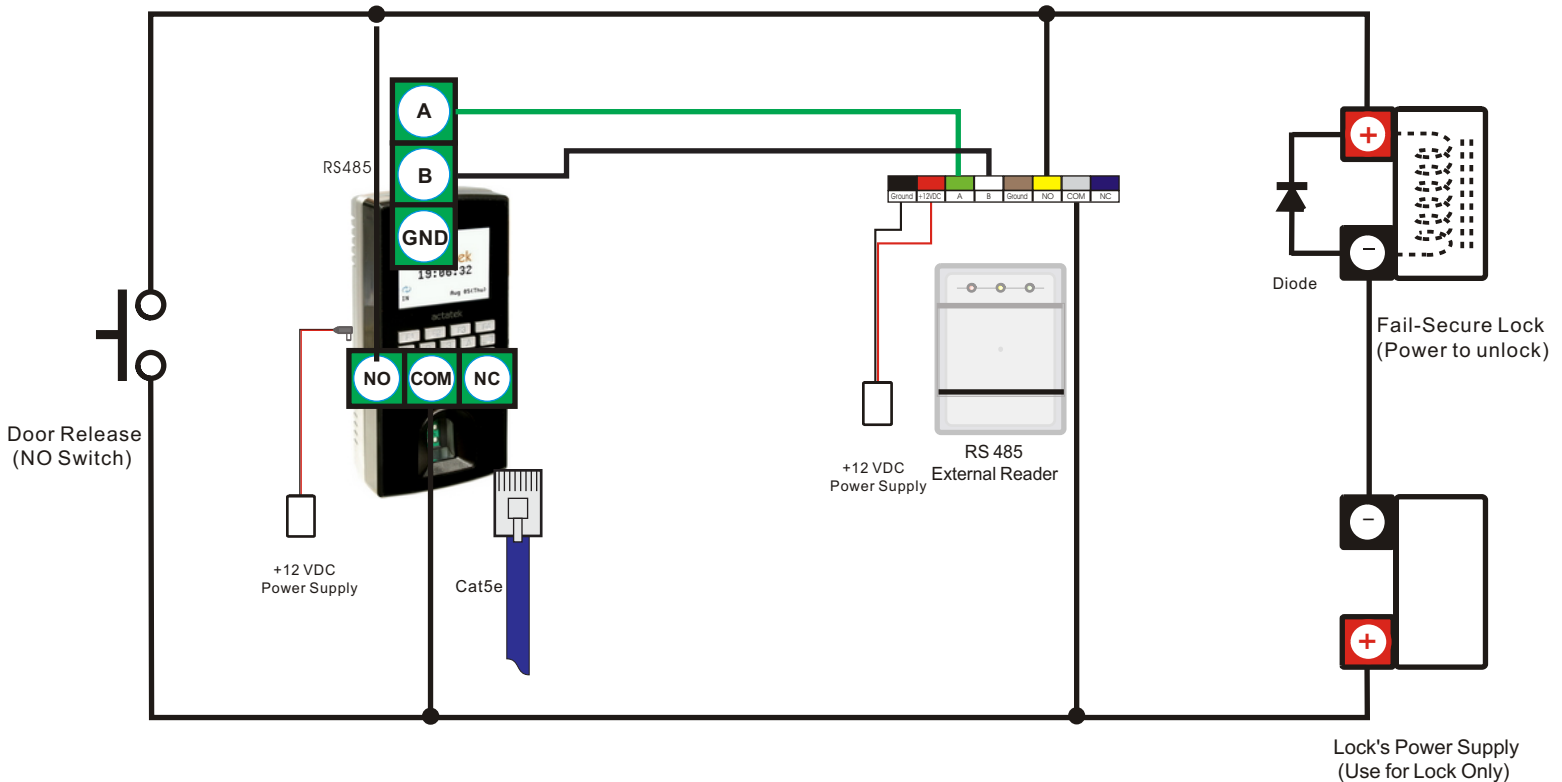 A
RS485
B
GND
ek
19:06:32
IN
Aug 05(Thu)
actatek
NO
COM
NC
Door Release
(NO Switch)
+12 VDC
Power Supply
Cat5e
Ground
+12VDC
A
B
Ground
NO
COM
NC
+12 VDC
Power Supply
RS 485
External Reader
+
−
Diode
Fail-Secure Lock
(Power to unlock)
−
+
Lock's Power Supply
(Use for Lock Only)